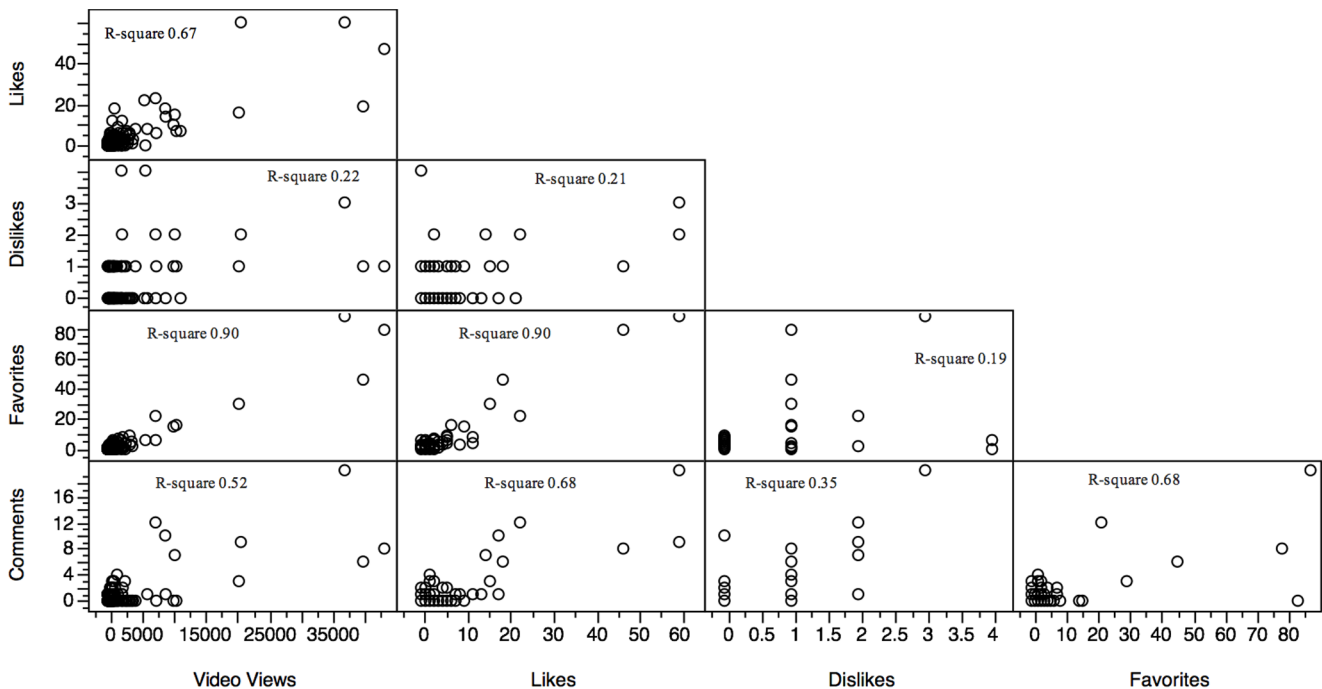 R-square 0.67
40
20
0
Likes
R-square 0.22
R-square 0.21
3
2
1
0
Dislikes
R-square 0.90
R-square 0.90
R-square 0.19
80
60
40
20
0
Favorites
R-square 0.52
R-square 0.68
R-square 0.35
R-square 0.68
16
12
8
4
0
Comments
0 5000 15000 25000 35000
0 10 20 30 40 50 60
0 0.5 1 1.5 2 2.5 3 3.5 4
0 10 20 30 40 50 60 70 80
Video Views
Likes
Dislikes
Favorites